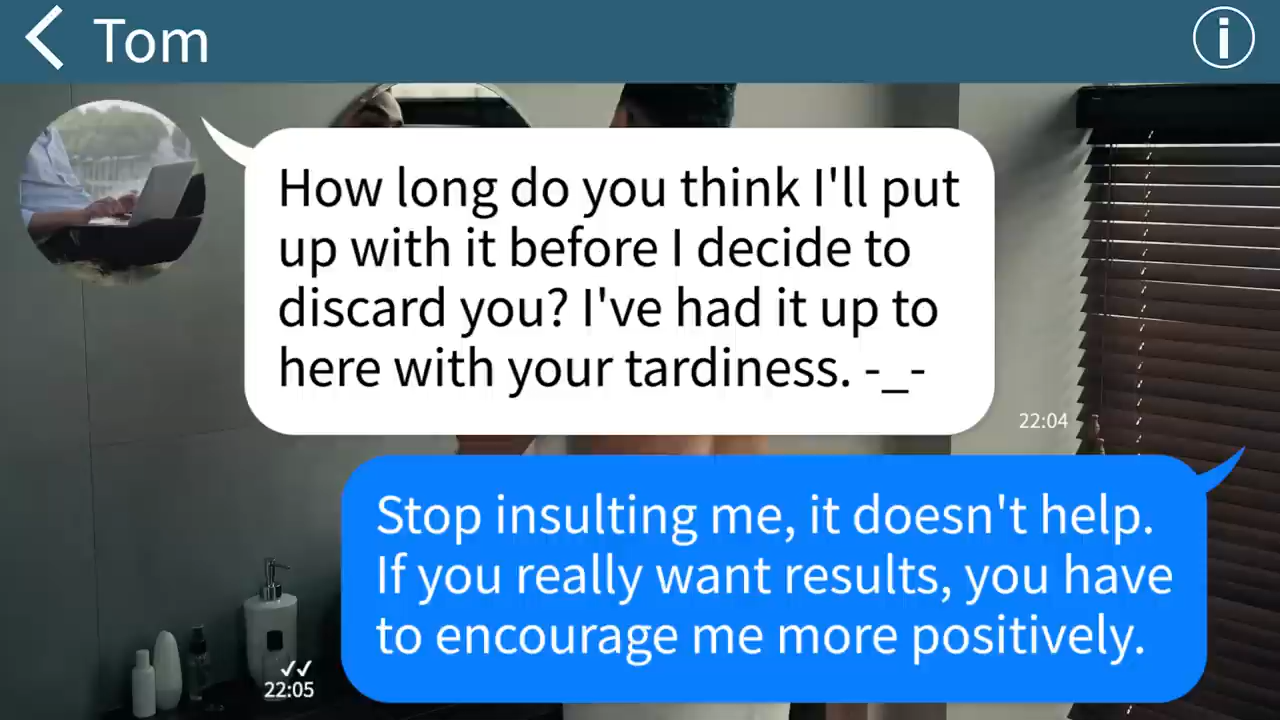 Tom
How long do you think I'll put
up with it before I decide to
discard you? I've had it up to
here with your tardiness. -_-
22:04
Stop insulting me, it doesn't help.
If you really want results, you have
to encourage me more positively.
22:05